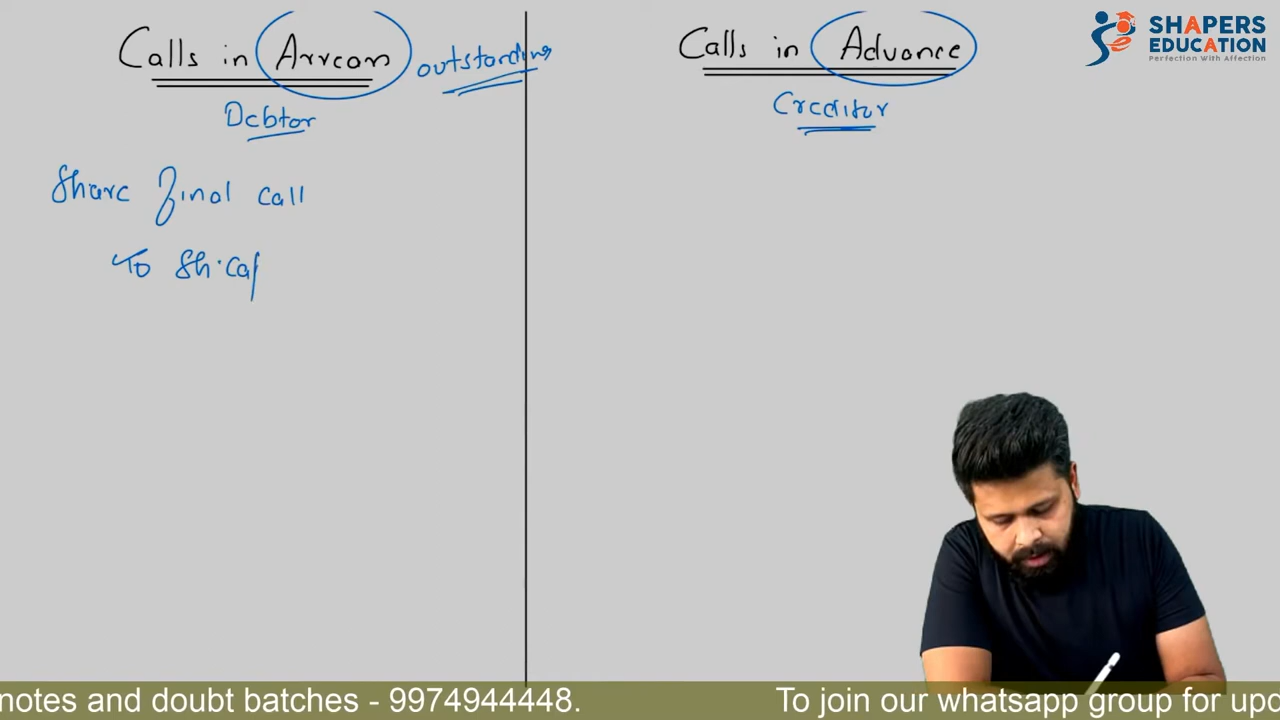 Calls in Arrears outstanding
Debtor
Share final call
To Sh.Cap
Calls in Advance
Creditor
SHAPERS
EDUCATION
Perfection With Affection
notes and doubt batches - 9974944448.
To join our whatsapp group for upd